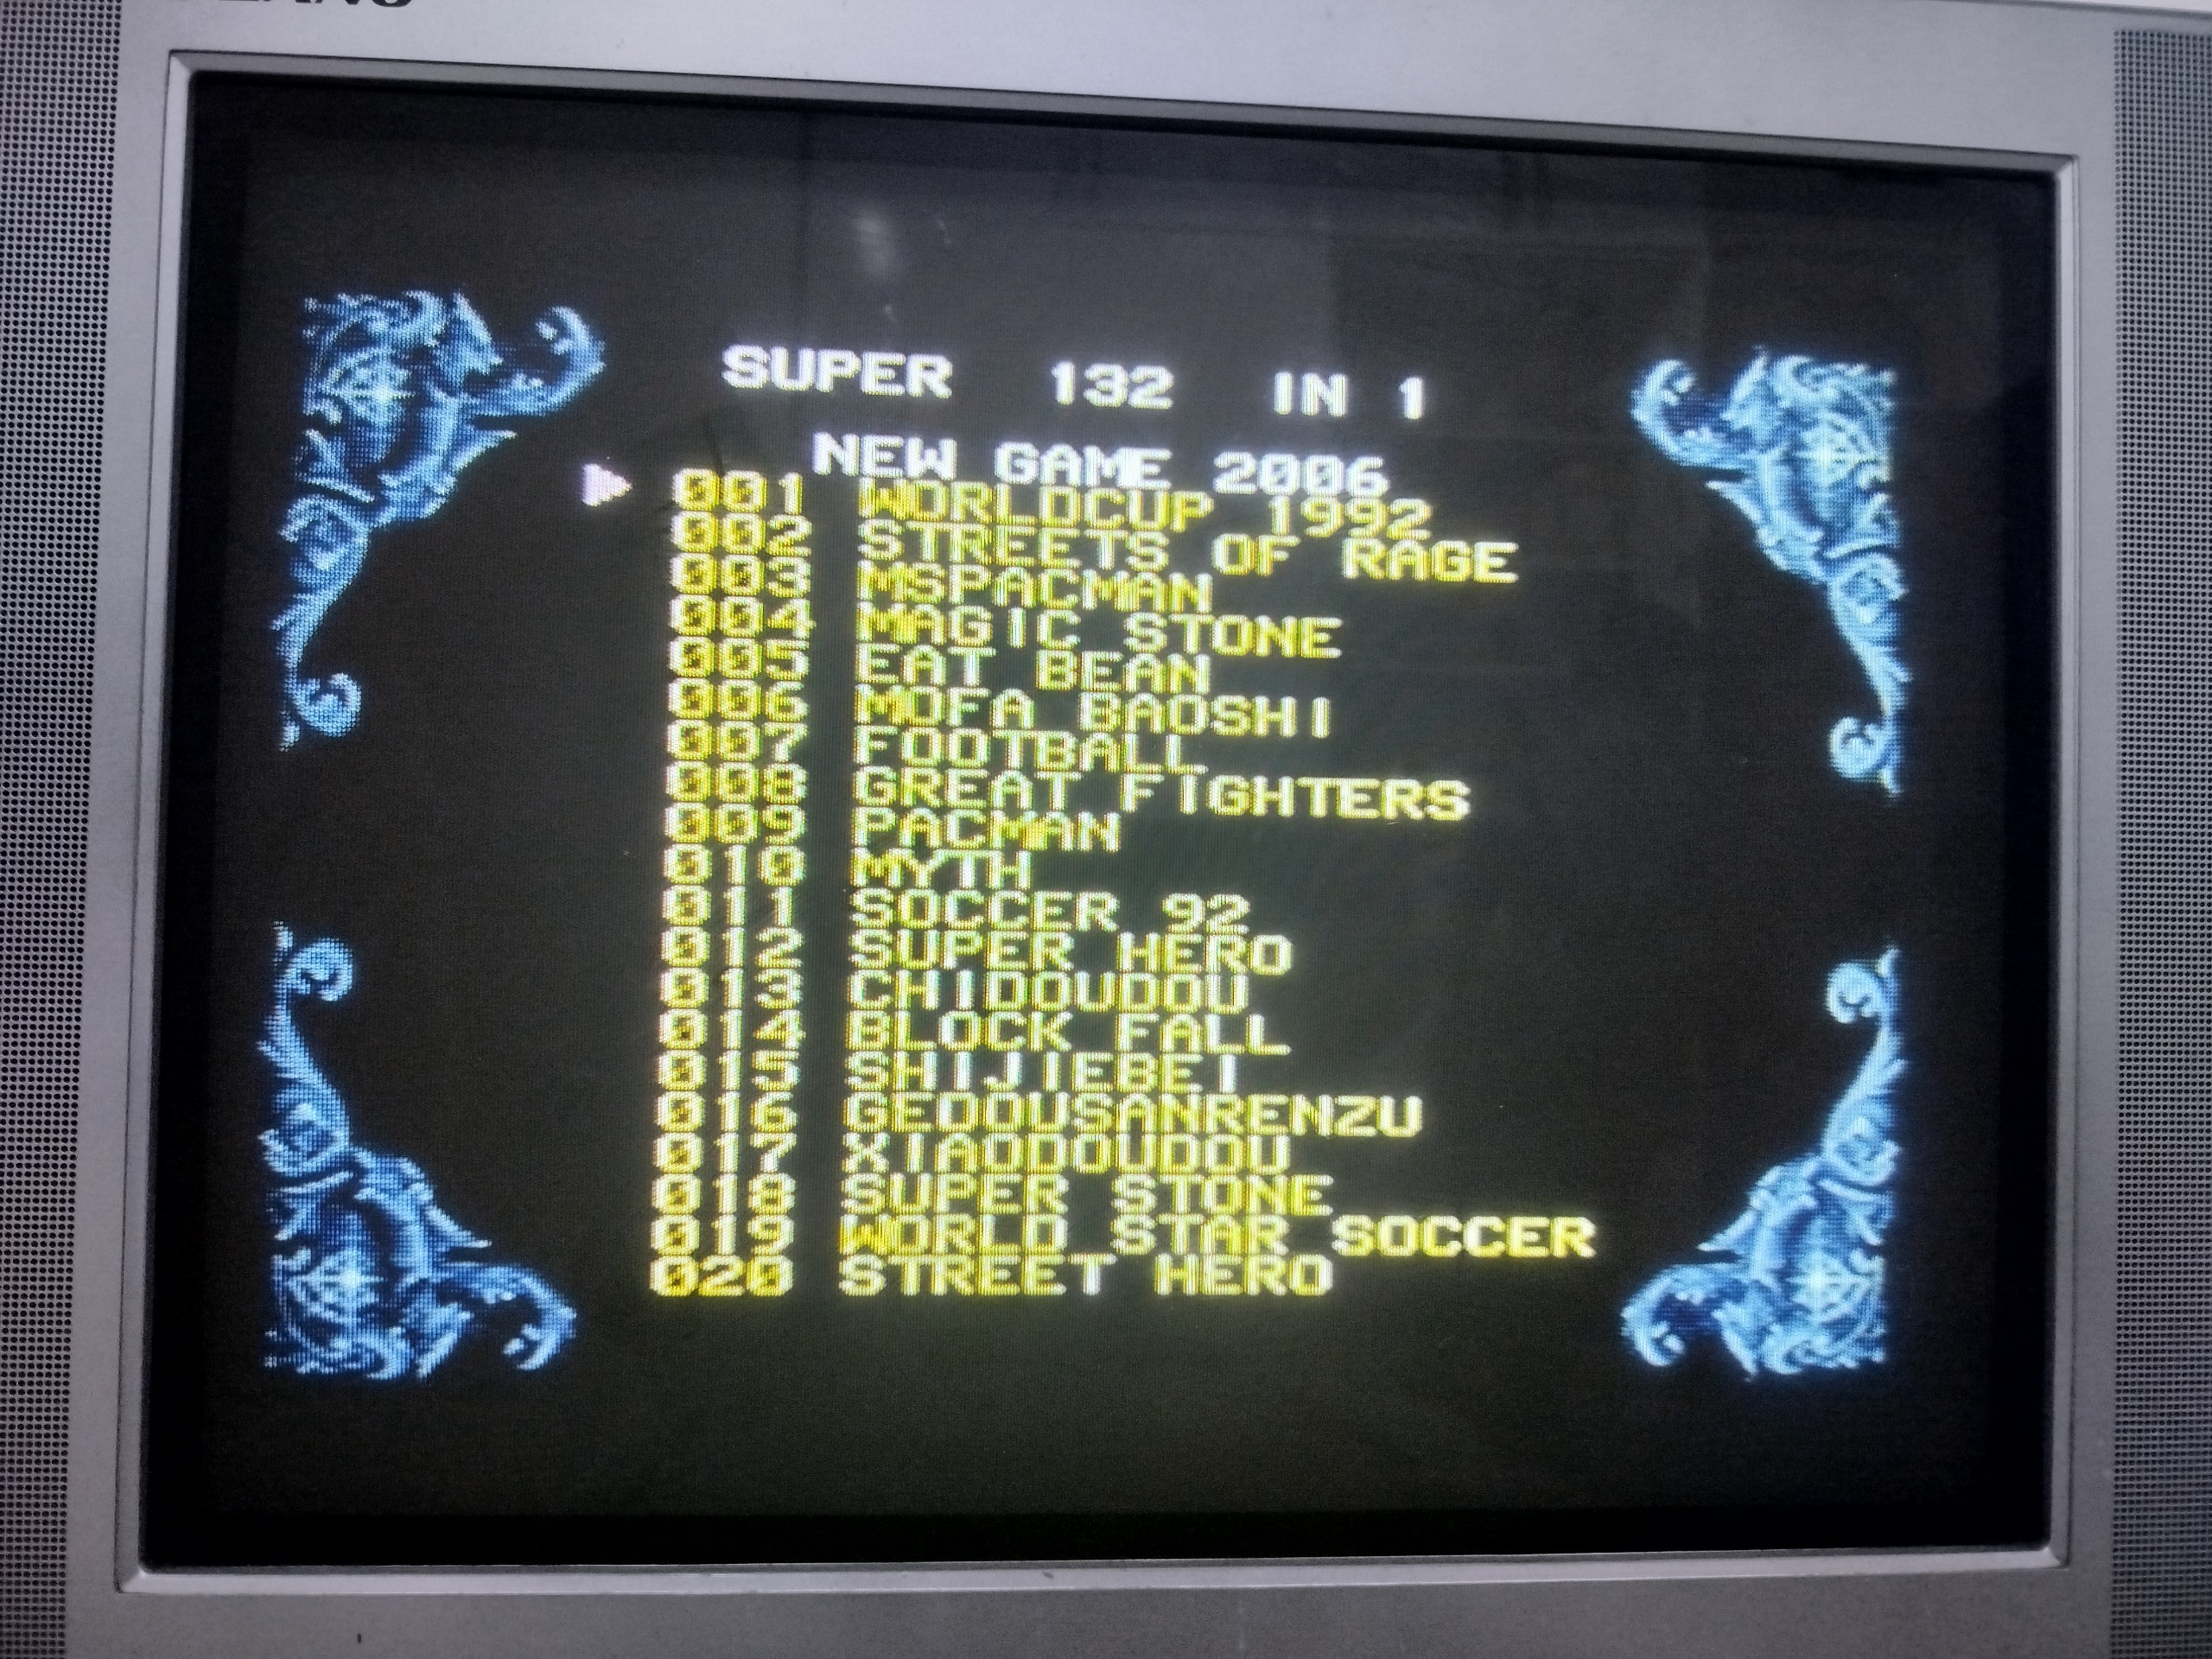 SUPER 132 IN 1
NEW GAME 2006
001 WORLDCUP 1992
002 STREETS OF RAGE
003 MSPACMAN
004 MAGIC STONE
005 EAT BEAN
006 MOFA BAOSHI
007 FOOTBALL
008 GREAT FIGHTERS
009 PACMAN
010 MYTH
011 SOCCER 92
012 SUPER HERO
013 CHIDOUDOU
014 BLOCK FALL
015 SHIJIEBEI
016 GEDOUSANRENZU
017 XIAODOUDOU
018 SUPER STONE
019 WORLD STAR SOCCER
020 STREET HERO